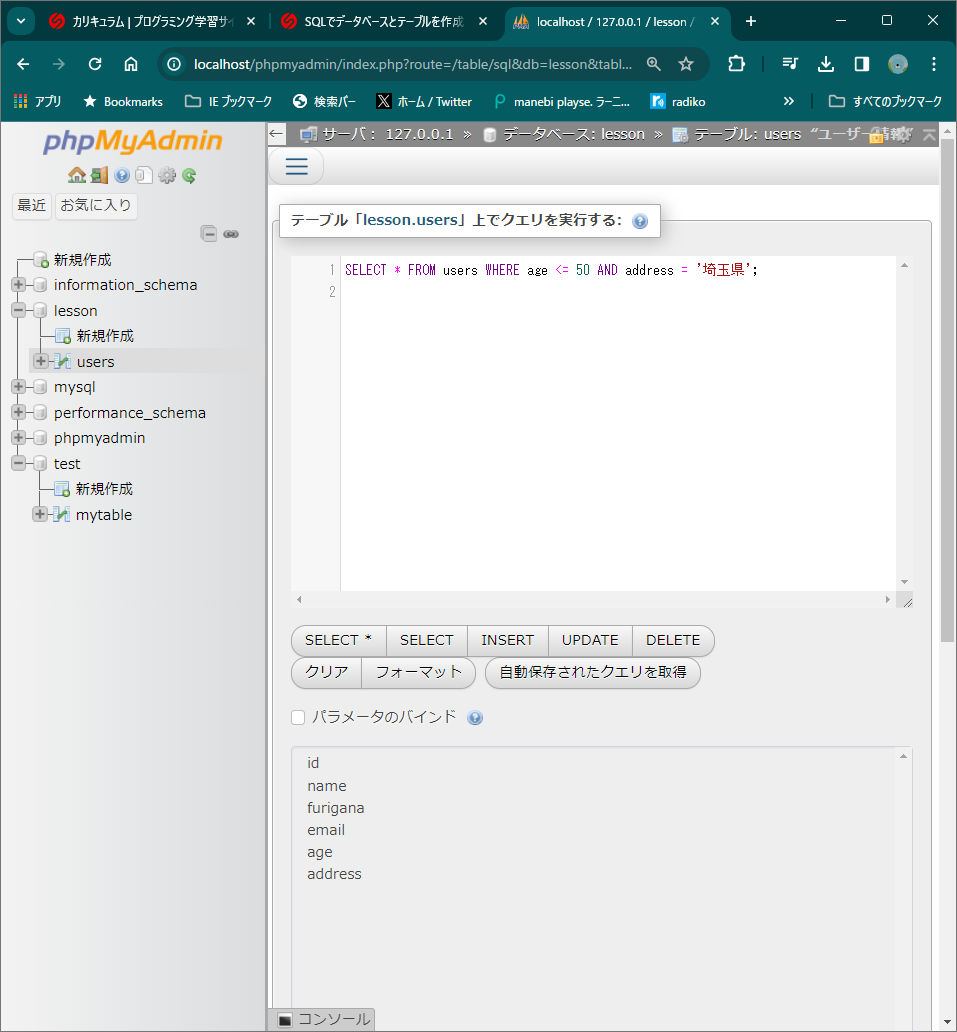 カリキュラム | プログラミング学習サイ
SQLでデータベースとテーブルを作成
localhost / 127.0.0.1 / lesson /
localhost/phpmyadmin/index.php?route=/table/sql&db=lesson&tabl...
アプリ
Bookmarks
IE ブックマーク
検索バー
ホーム / Twitter
manebi playse. ラーニ...
radiko
»
すべてのブックマーク
phpMyAdmin
最近
お気に入り
新規作成
information_schema
lesson
新規作成
users
mysql
performance_schema
phpmyadmin
test
新規作成
mytable
サーバ: 127.0.0.1 » データベース: lesson » テーブル: users
テーブル「lesson.users」上でクエリを実行する:
1 SELECT * FROM users WHERE age <= 50 AND address = '埼玉県';
2
SELECT * SELECT INSERT UPDATE DELETE
クリア フォーマット 自動保存されたクエリを取得
パラメータのバインド
id
name
furigana
email
age
address
コンソール